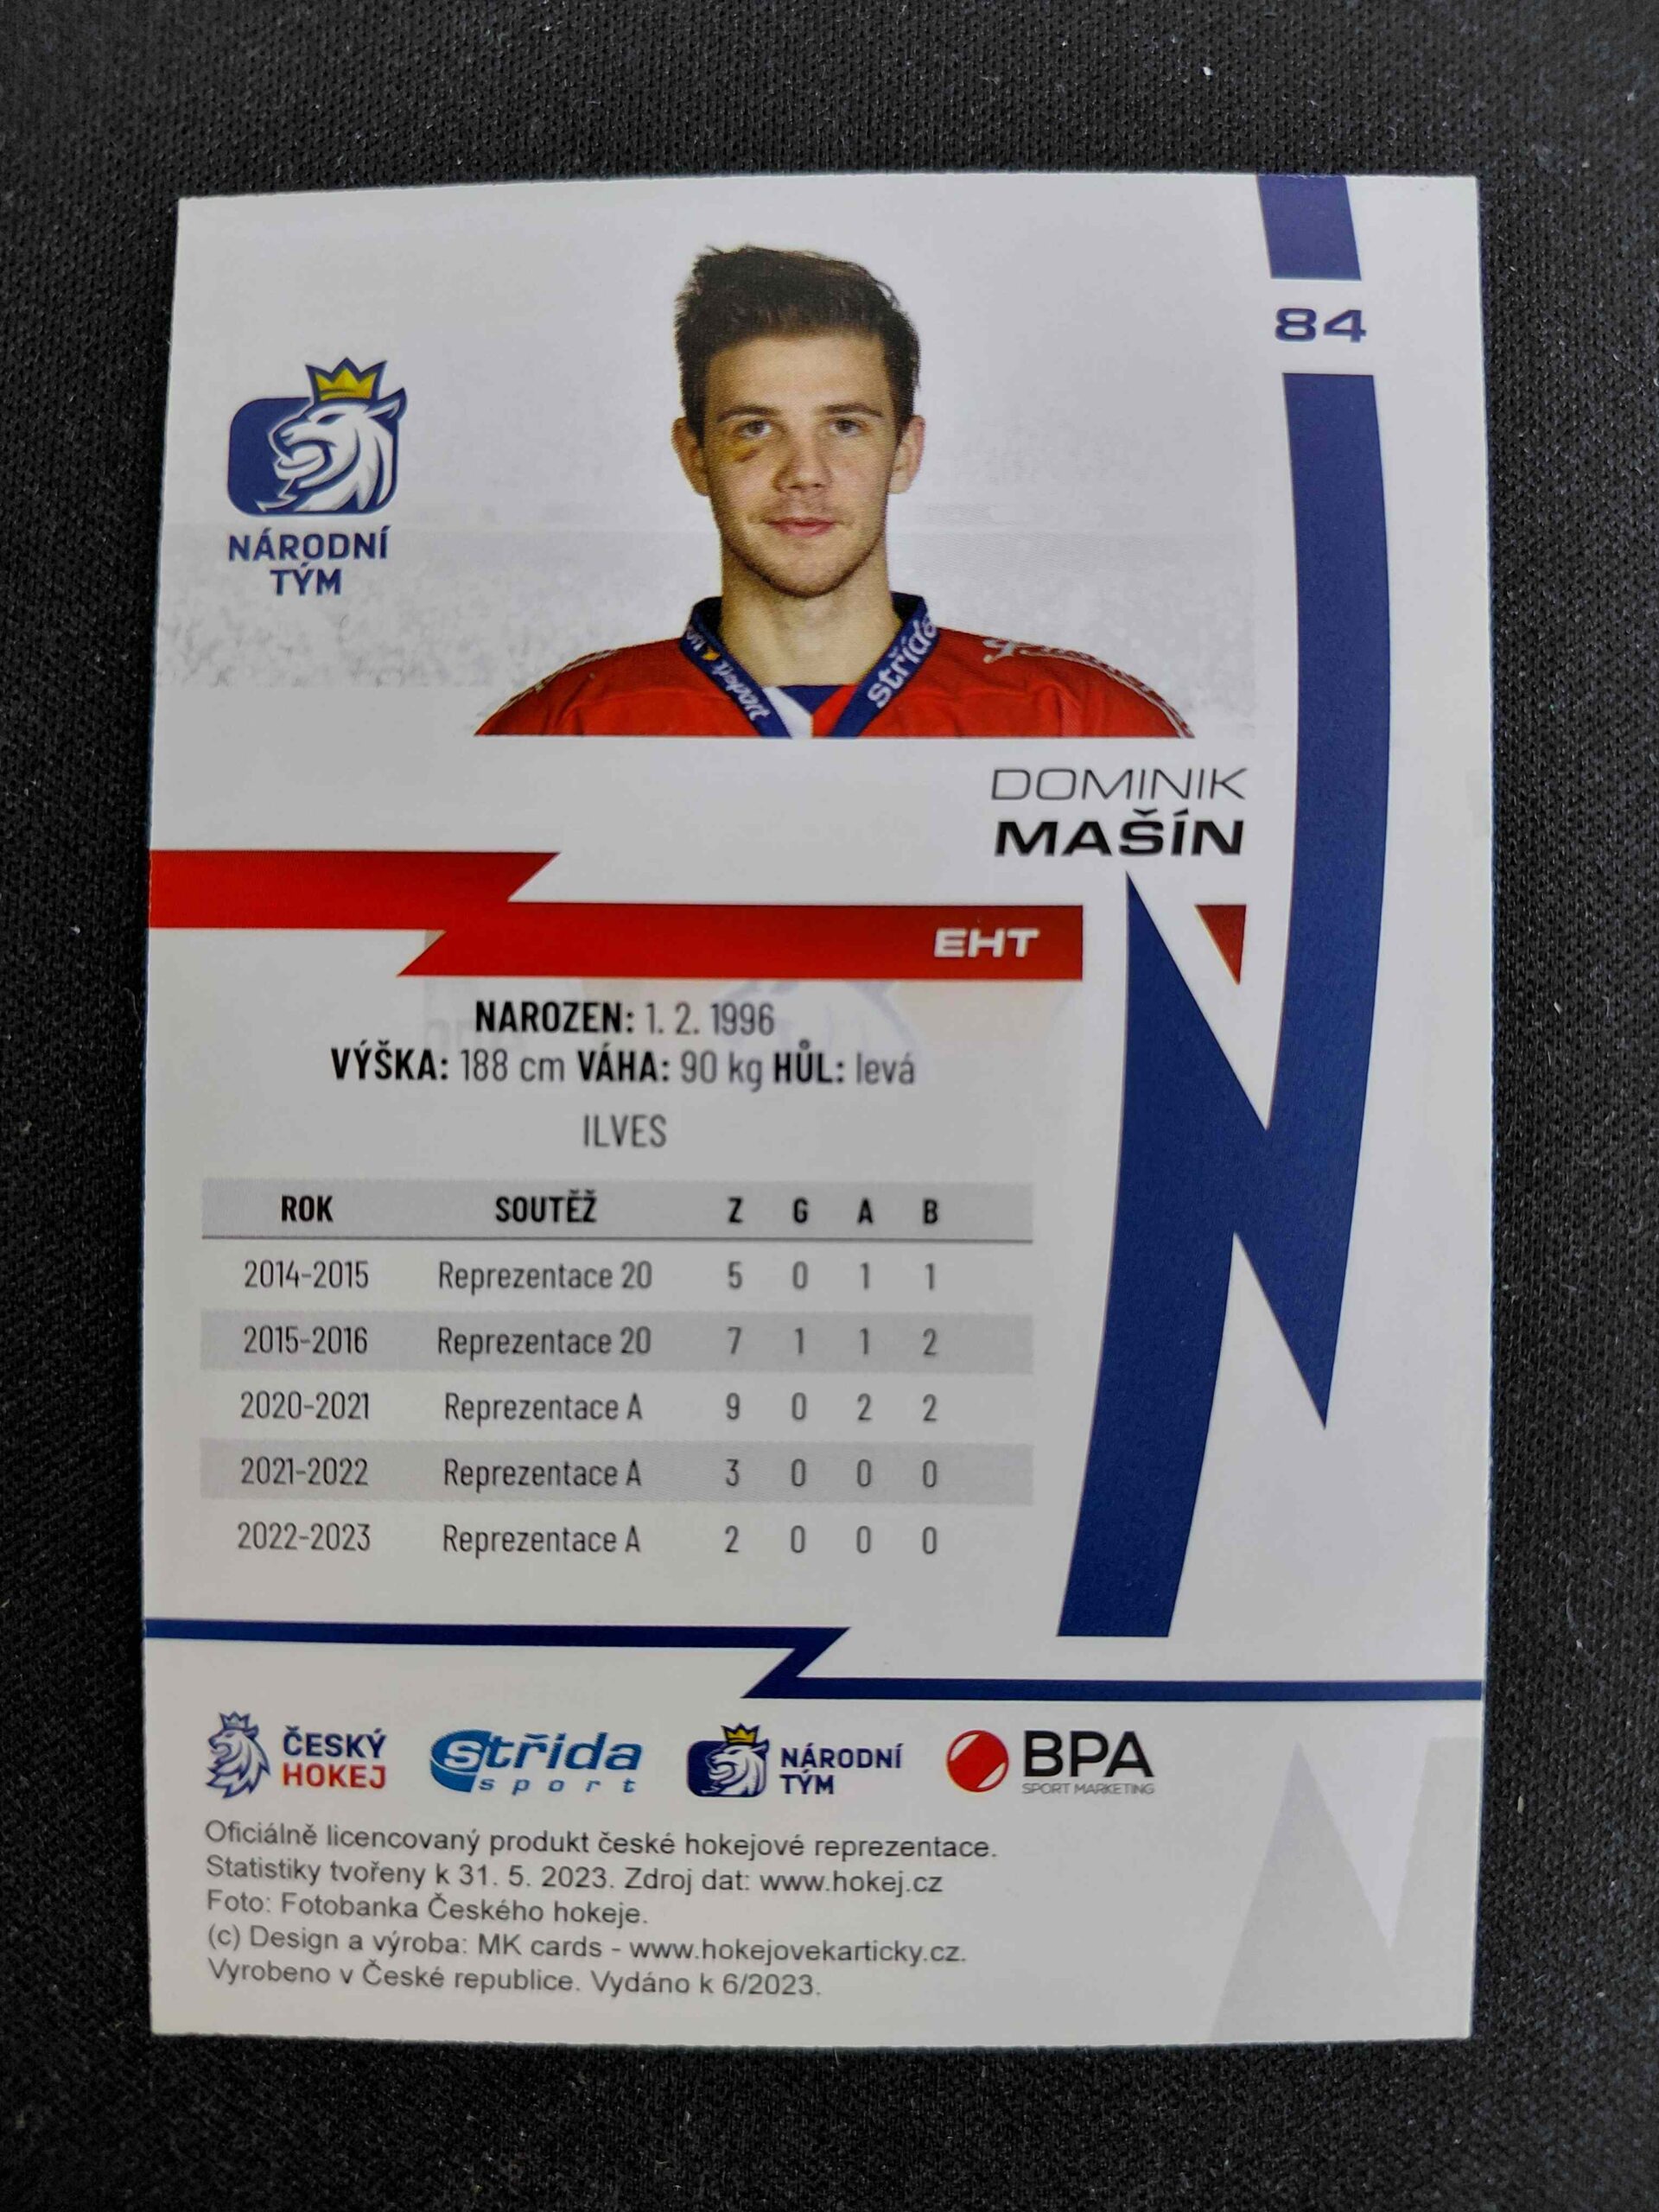 84
NÁRODNÍ
TÝM
střída
DOMINIK
MAŠÍN
EHT
NAROZEN: 1. 2. 1996
VÝŠKA: 188 cm VÁHA: 90 kg HŮL: levá
ILVES
ROK SOUTĚŽ Z G A B
2014-2015 Reprezentace 20 5 0 1 1
2015-2016 Reprezentace 20 7 1 1 2
2020-2021 Reprezentace A 9 0 2 2
2021-2022 Reprezentace A 3 0 0 0
2022-2023 Reprezentace A 2 0 0 0
ČESKÝ
HOKEJ
střída
sport
NÁRODNÍ
TÝM
BPA
SPORT MARKETING
Oficiálně licencovaný produkt české hokejové reprezentace.
Statistiky tvořeny k 31. 5. 2023. Zdroj dat: www.hokej.cz
Foto: Fotobanka Českého hokeje.
(c) Design a výroba: MK cards - www.hokejovekarticky.cz.
Vyrobeno v České republice. Vydáno k 6/2023.